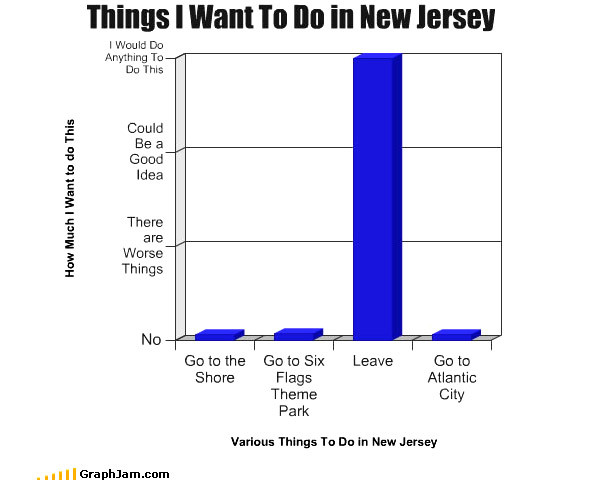 Things I Want To Do in New Jersey
I Would Do
Anything To
Do This
Could
Be a
Good
Idea
There
are
Worse
Things
No
How Much I Want to do This
Go to the
Shore
Go to Six
Flags
Theme
Park
Leave
Go to
Atlantic
City
Various Things To Do in New Jersey
GraphJam.com